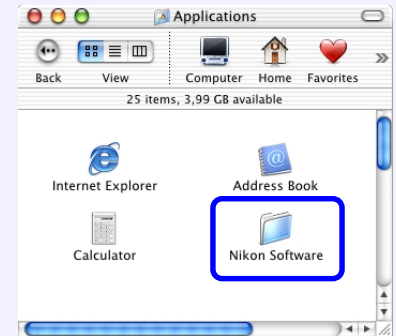 Applications
Back View Computer Home Favorites
25 items, 3,99 GB available
Internet Explorer Address Book
Calculator Nikon Software